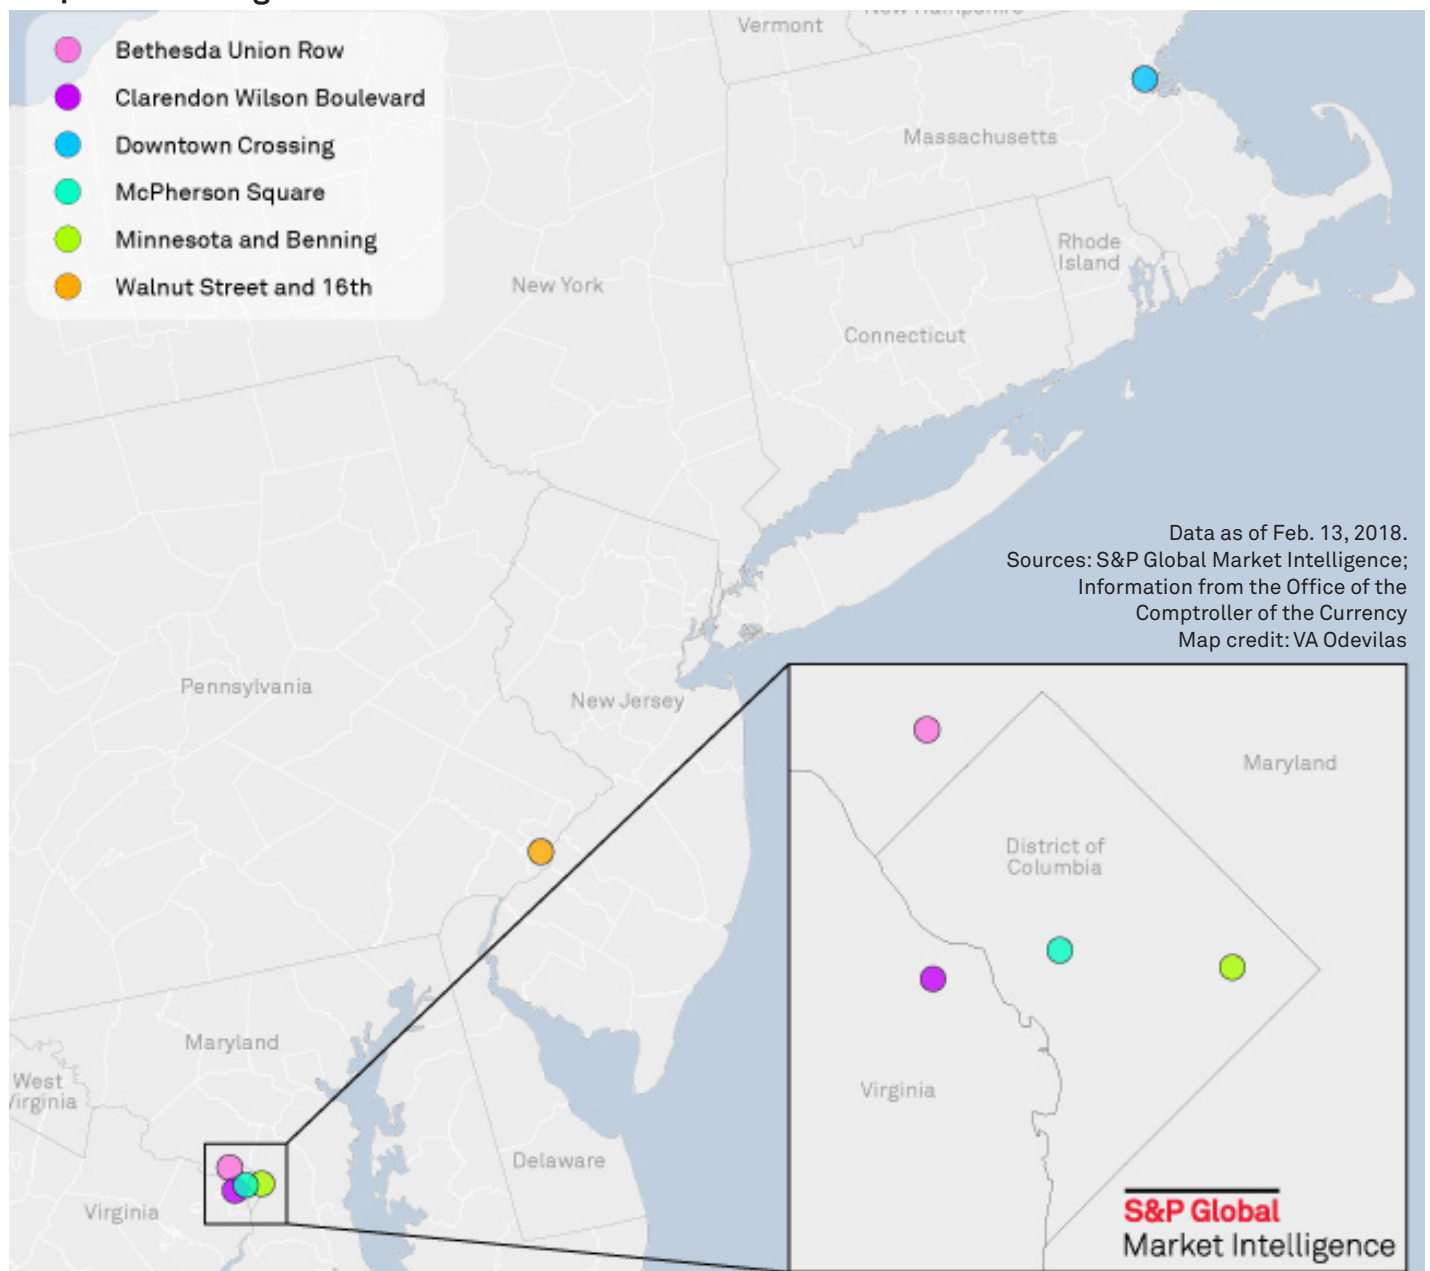 Bethesda Union Row
Clarendon Wilson Boulevard
Downtown Crossing
McPherson Square
Minnesota and Benning
Walnut Street and 16th
Vermont
Massachusetts
Rhode
Island
New York
Connecticut
Data as of Feb. 13, 2018.
Sources: S&P Global Market Intelligence;
Information from the Office of the
Comptroller of the Currency
Map credit: VA Odevilas
Pennsylvania
New Jersey
Maryland
District of
Columbia
Virginia
Maryland
West
Virginia
Delaware
Virginia
S&P Global
Market Intelligence